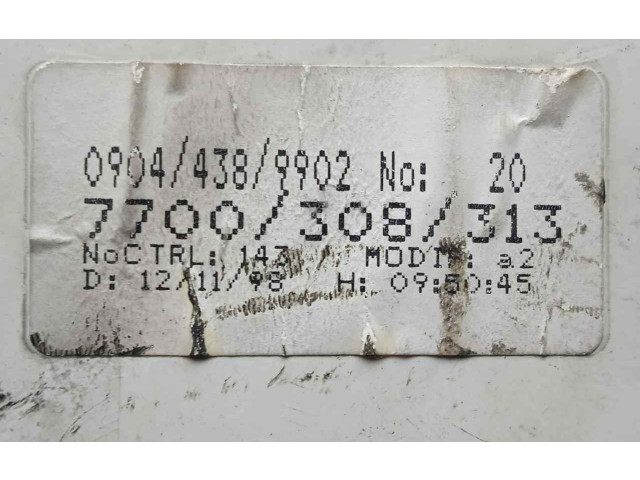 0904/438/9902 No: 20
7700/308/313
NoCTRL: 143 MODIF: a2
D: 12/11/98 H: 09:50:45